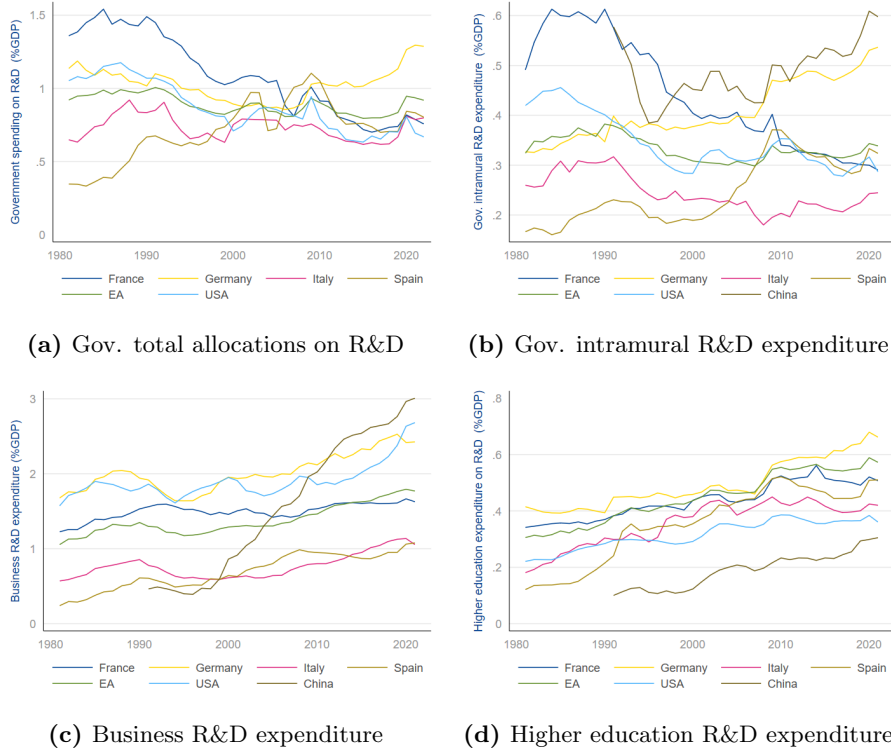 Government spending on R&D (%GDP)
1.5
1
.5
0
1980 1990 2000 2010 2020
France Germany Italy Spain
EA USA
(a) Gov. total allocations on R&D
Gov. intramural R&D expenditure (%GDP)
.6
.5
.4
.3
.2
1980 1990 2000 2010 2020
France Germany Italy Spain
EA USA China
(b) Gov. intramural R&D expenditure
Business R&D expenditure (%GDP)
3
2
1
0
1980 1990 2000 2010 2020
France Germany Italy Spain
EA USA China
(c) Business R&D expenditure
Higher education expenditure on R&D (%GDP)
.8
.6
.4
.2
0
1980 1990 2000 2010 2020
France Germany Italy Spain
EA USA China
(d) Higher education R&D expenditure